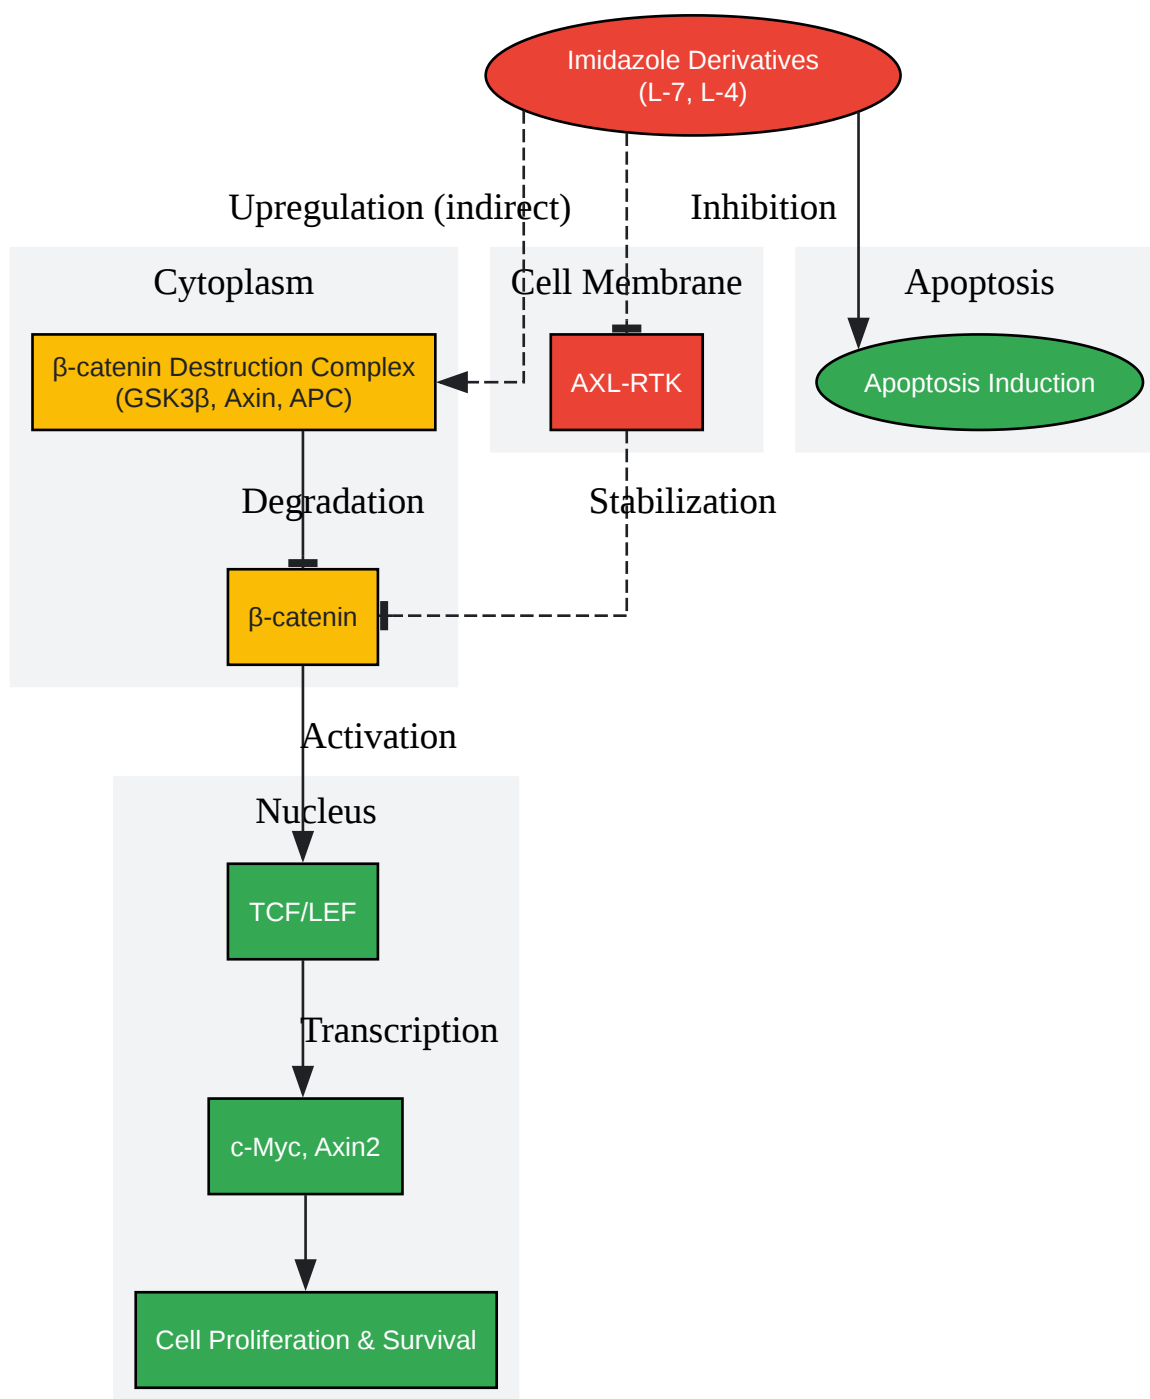 Imidazole Derivatives
(L-7, L-4)
Upregulation (indirect)
Inhibition
Cytoplasm
Cell Membrane
Apoptosis
β-catenin Destruction Complex
(GSK3β, Axin, APC)
AXL-RTK
Apoptosis Induction
Degradation
Stabilization
β-catenin
Activation
Nucleus
TCF/LEF
Transcription
c-Myc, Axin2
Cell Proliferation & Survival